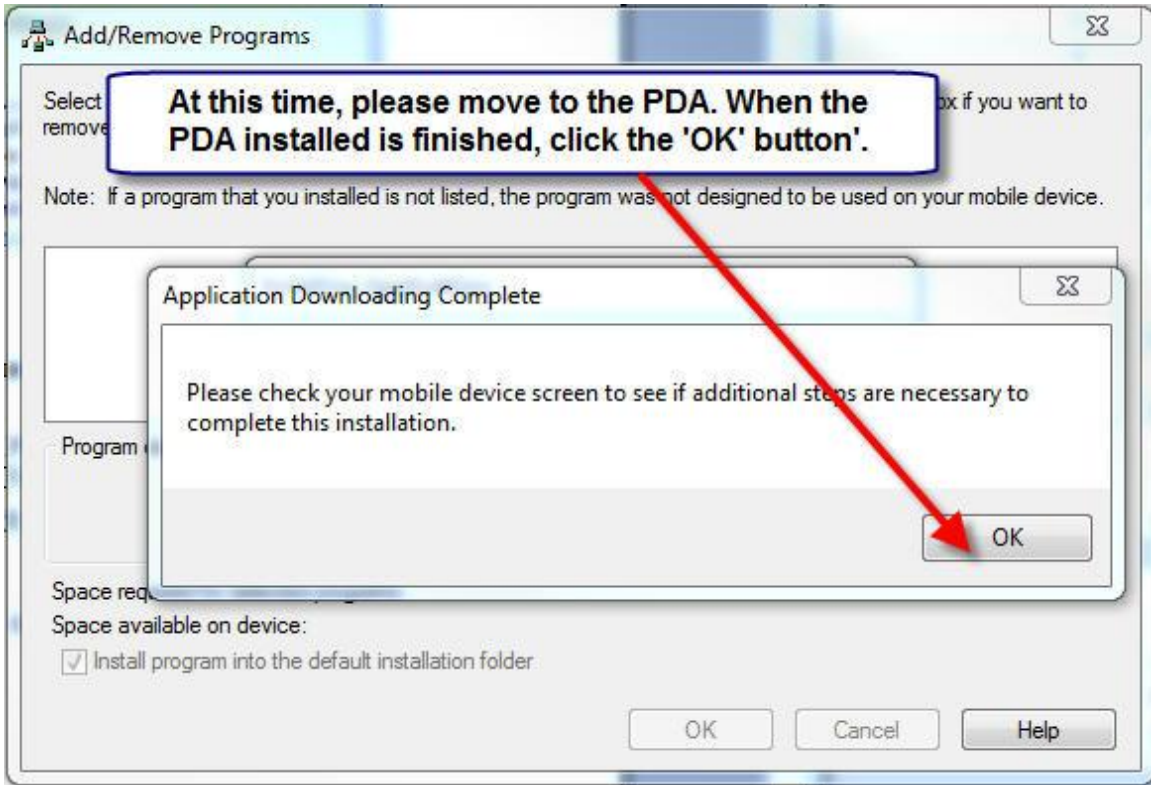 Add/Remove Programs
Select
At this time, please move to the PDA. When the
PDA installed is finished, click the 'OK' button'.
if you want to
remove
Note: If a program that you installed is not listed, the program was not designed to be used on your mobile device.
Application Downloading Complete
Please check your mobile device screen to see if additional steps are necessary to
complete this installation.
Program
OK
Space
Space available on device:
Install program into the default installation folder
OK
Cancel
Help